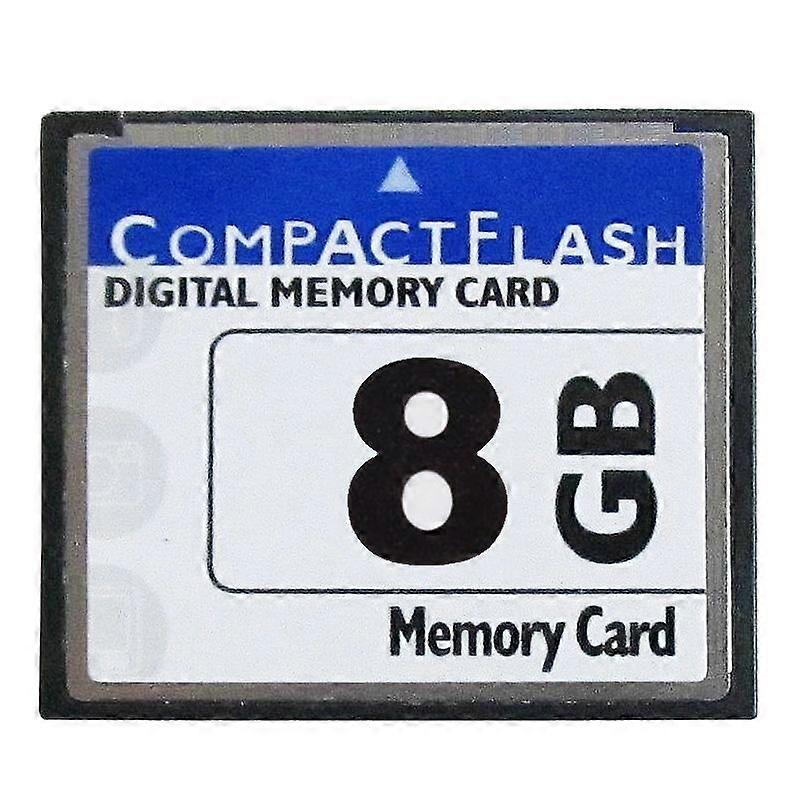 COMPACTFLASH
DIGITAL MEMORY CARD
8 GB
Memory Card